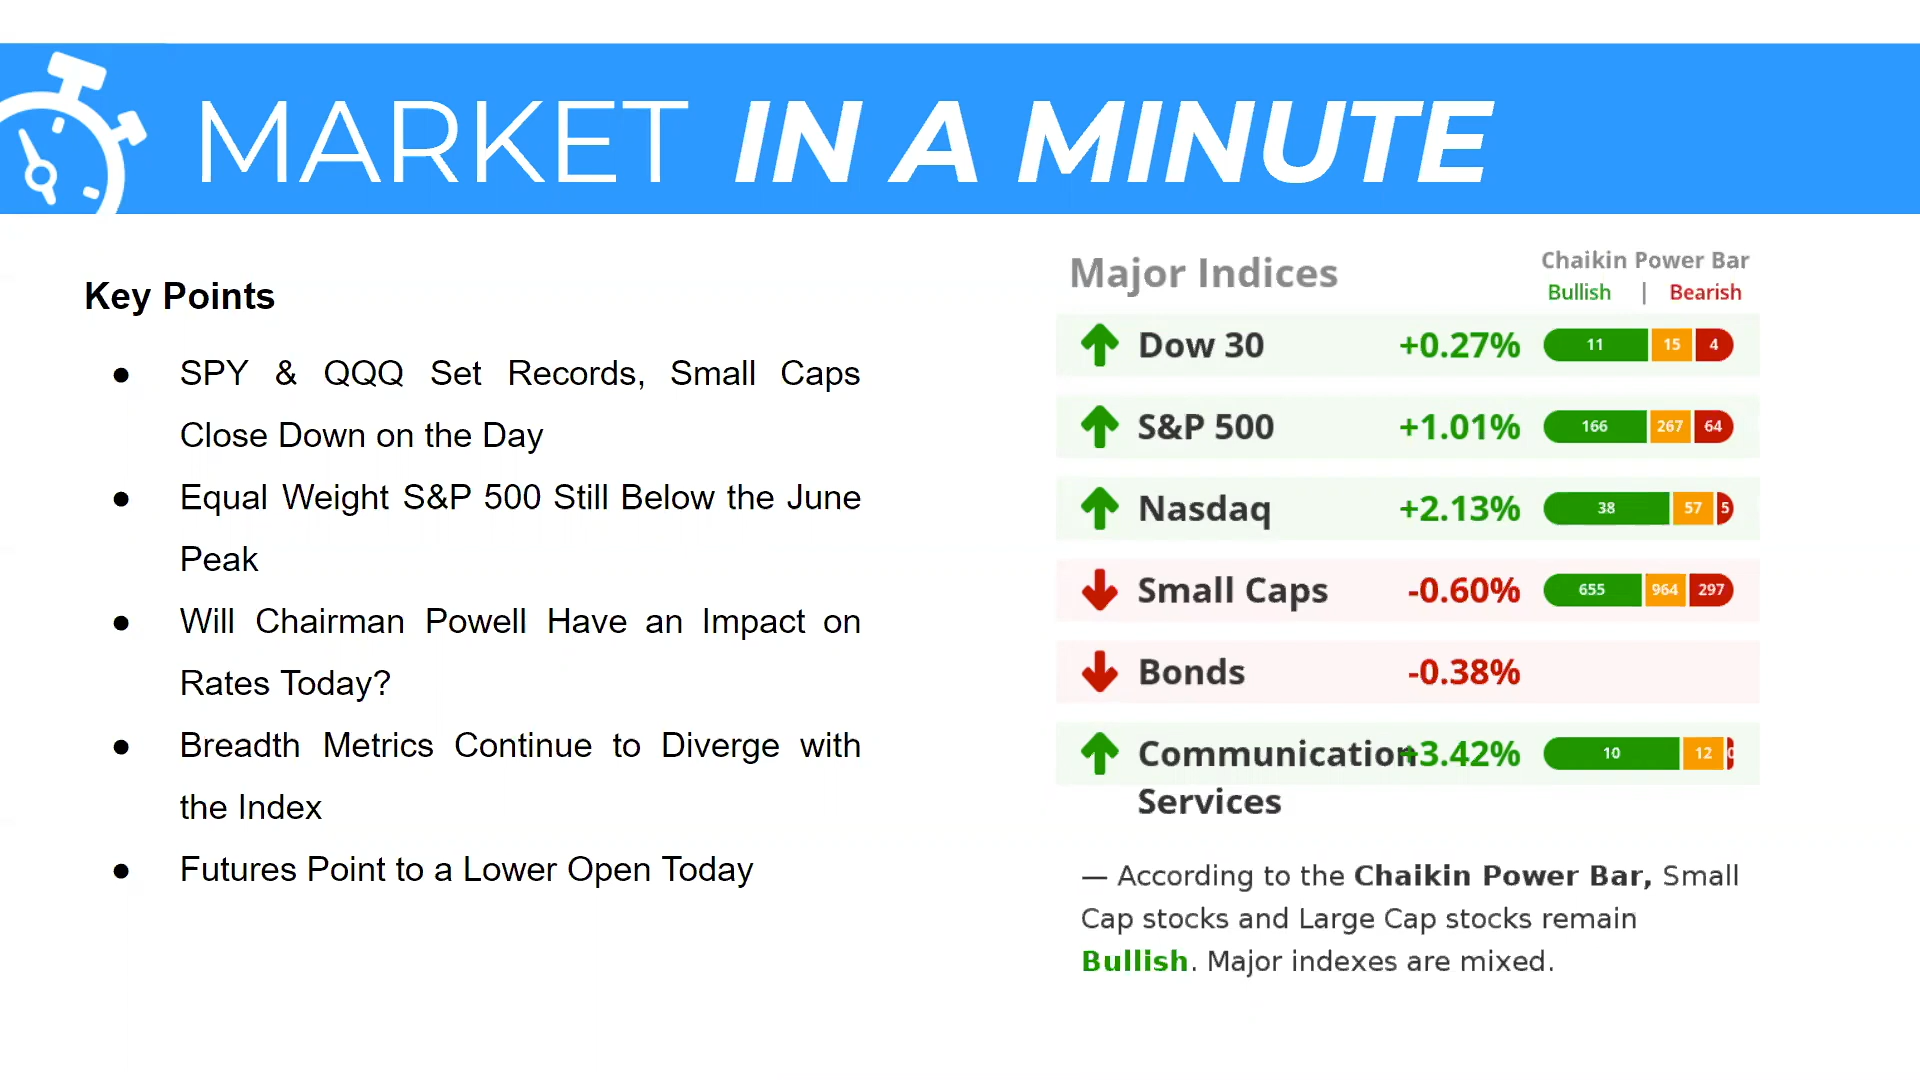 MARKET IN A MINUTE
Key Points
● SPY & QQQ Set Records, Small Caps
Close Down on the Day
● Equal Weight S&P 500 Still Below the June
Peak
● Will Chairman Powell Have an Impact on
Rates Today?
● Breadth Metrics Continue to Diverge with
the Index
● Futures Point to a Lower Open Today
Major Indices
Chaikin Power Bar
Bullish | Bearish
Dow 30 +0.27% 11 15 4
S&P 500 +1.01% 166 267 64
Nasdaq +2.13% 38 57 5
Small Caps -0.60% 655 964 297
Bonds -0.38%
Communication +3.42% 10 12 0
Services
— According to the Chaikin Power Bar, Small
Cap stocks and Large Cap stocks remain
Bullish. Major indexes are mixed.